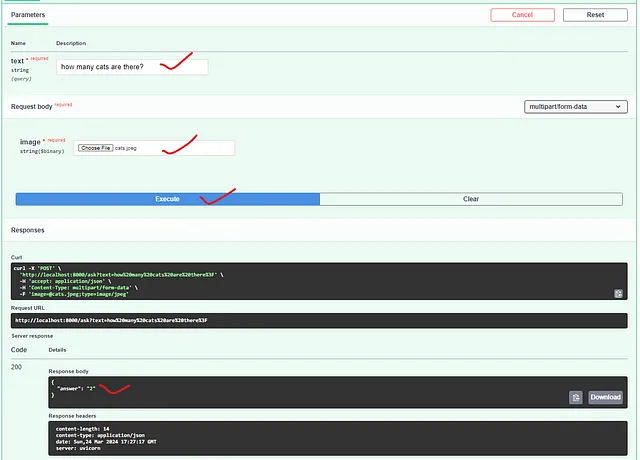 Parameters
Cancel
Reset
Name
Description
text * required
string
(query)
how many cats are there?
Request body required
multipart/form-data
image * required
string($binary)
Choose File cats.jpeg
Execute
Clear
Responses
Curl
curl -X 'POST' \
'http://localhost:8000/ask?text=how%20many%20cats%20are%20there%3F' \
-H 'accept: application/json' \
-H 'Content-Type: multipart/form-data' \
-F 'image=@cats.jpeg;type=image/jpeg'
Request URL
http://localhost:8000/ask?text=how%20many%20cats%20are%20there%3F
Server response
Code
Details
200
Response body
{
"answer": "2"
}
Download
Response headers
content-length: 14
content-type: application/json
date: Sun,24 Mar 2024 17:27:17 GMT
server: uvicorn